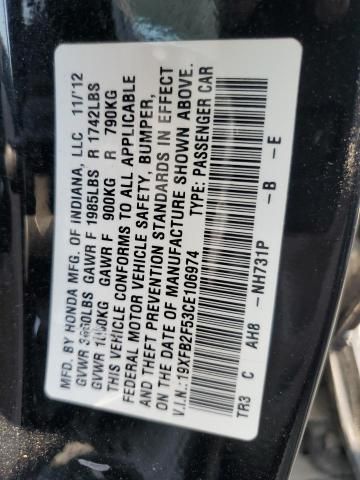 MFD. BY HONDA MFG. OF INDIANA, LLC 11/'12
GVWR GAWR F 1985LBS R 1742LBS
GVWR GAWR F 900KG R 790KG
THIS VEHICLE CONFORMS TO ALL APPLICABLE
FEDERAL MOTOR VEHICLE SAFETY, BUMPER,
AND THEFT PREVENTION STANDARDS IN EFFECT
ON THE DATE OF MANUFACTURE SHOWN ABOVE.
V.I.N.: 19XFB2F53CE106974 TYPE: PASSENGER CAR
TR3 C AH8 -NH731P -B -E